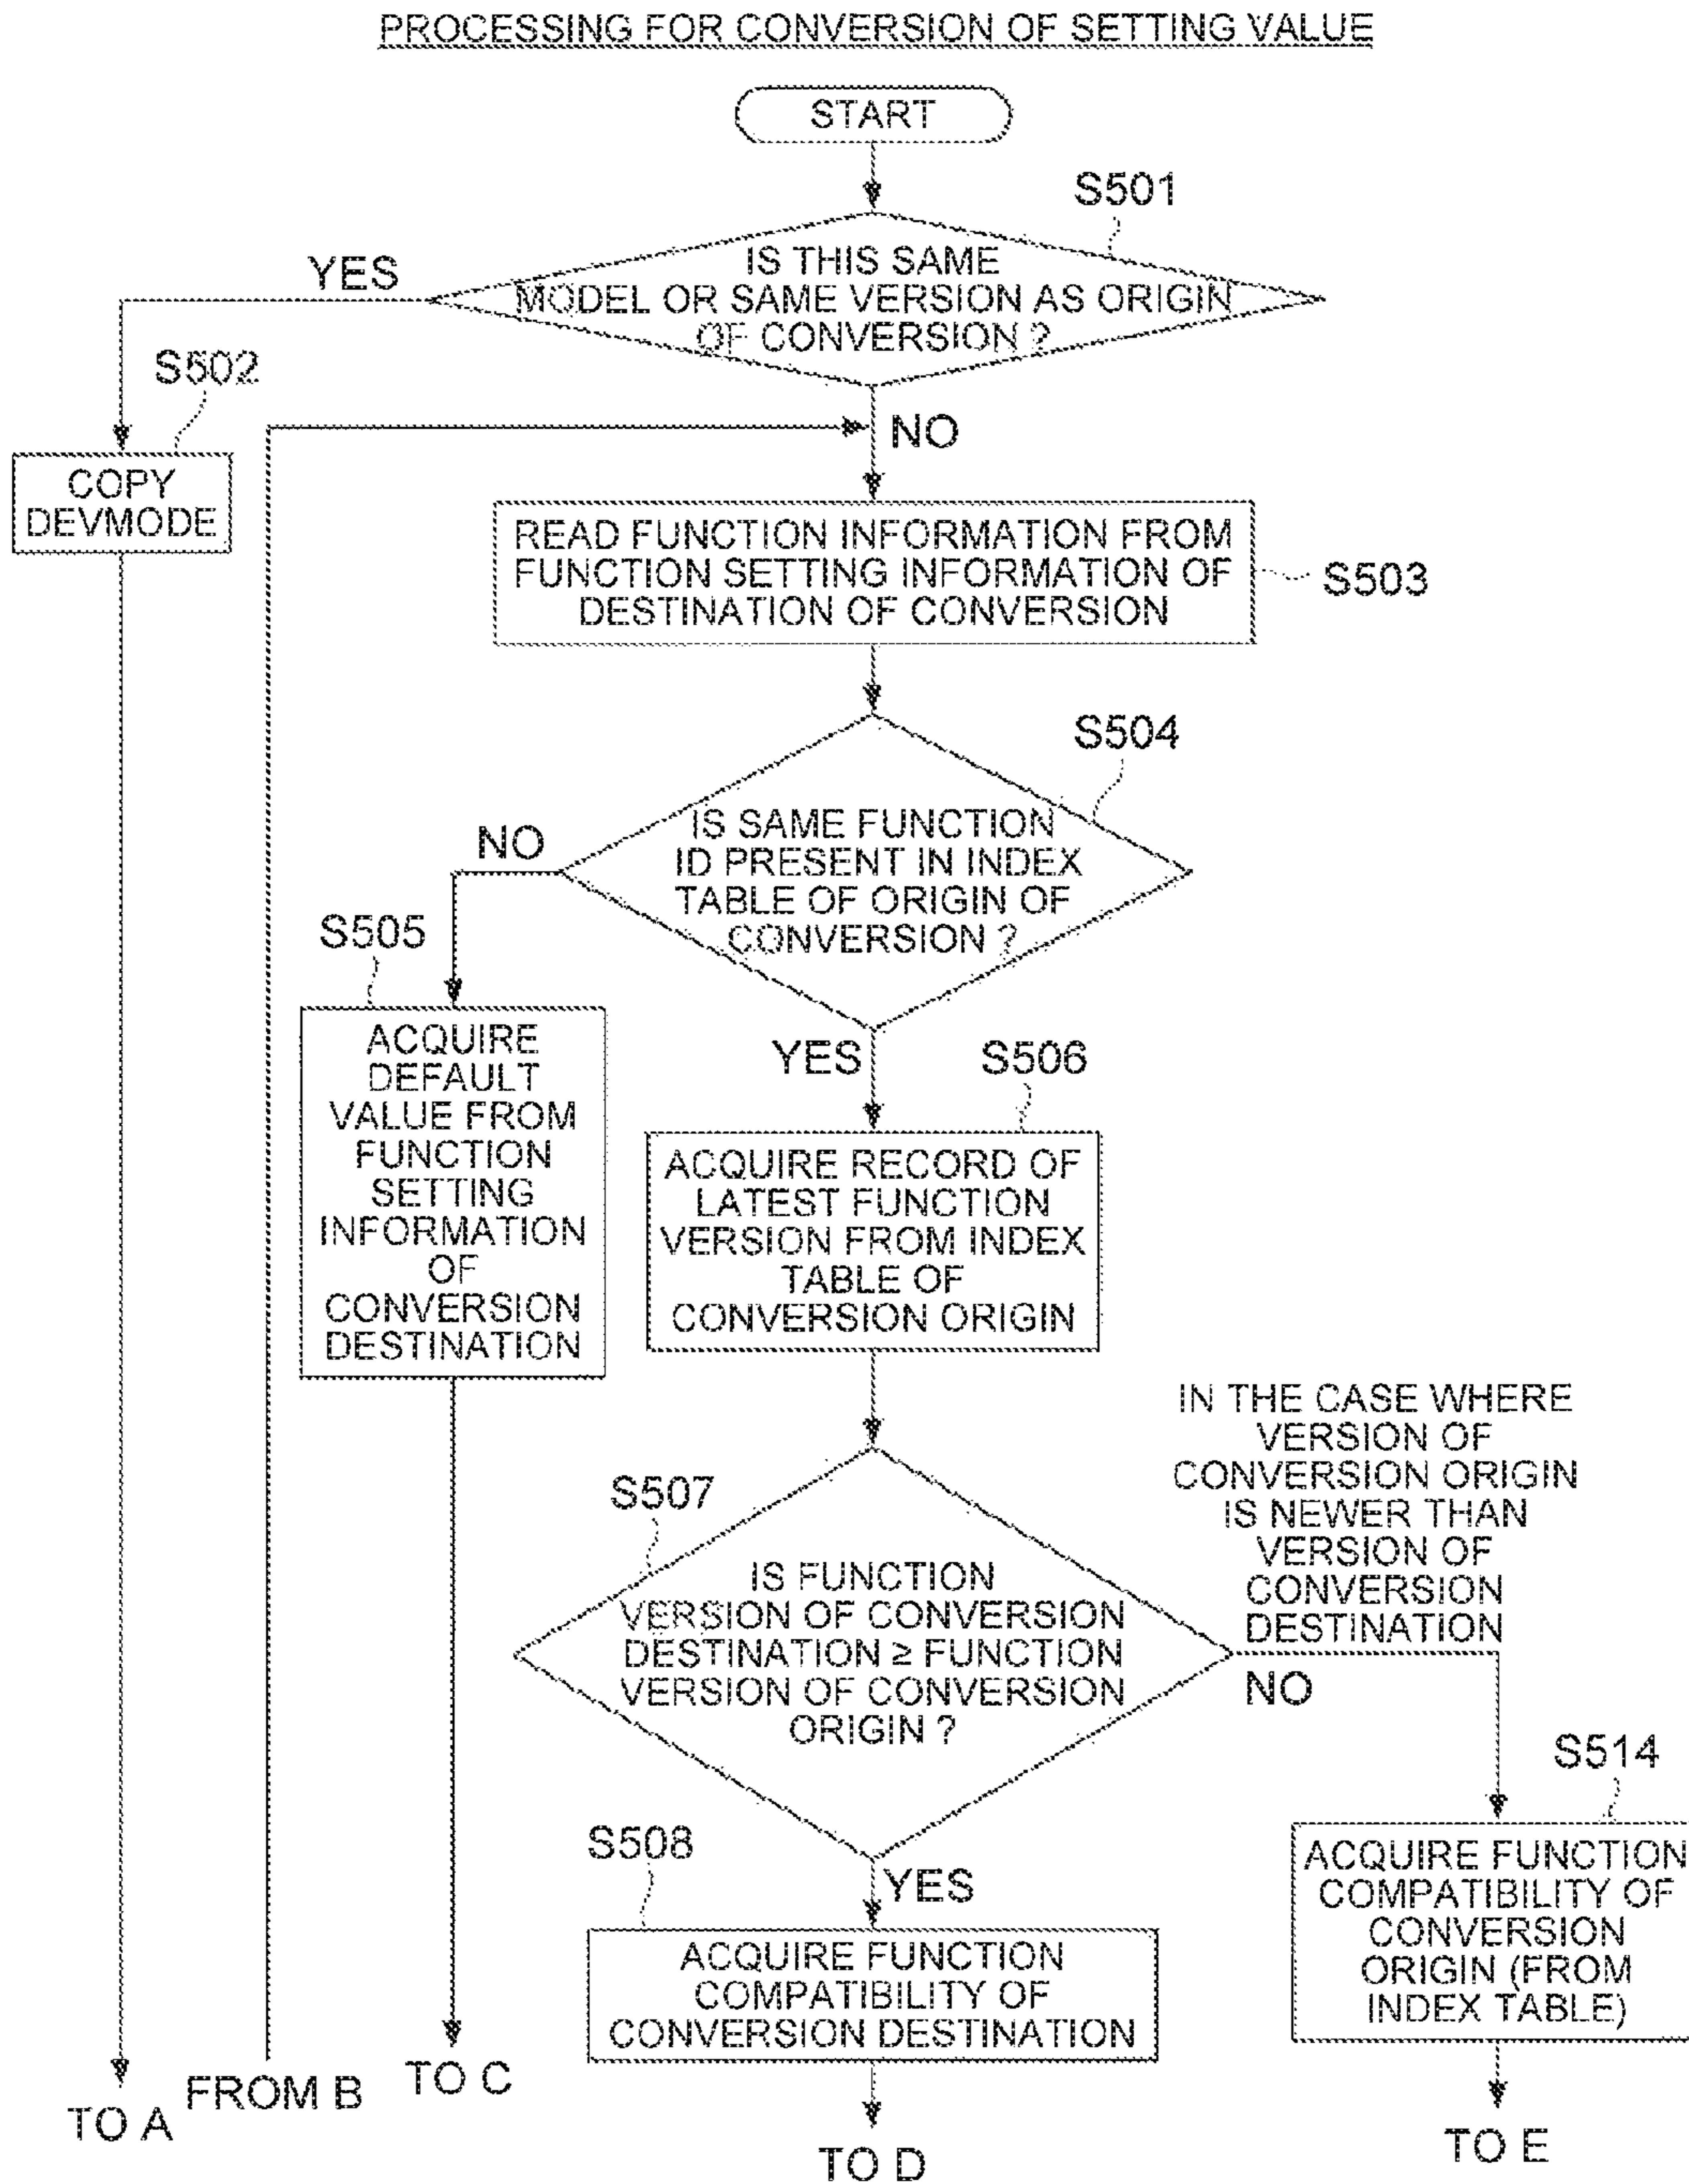 PROCESSING FOR CONVERSION OF SETTING VALUE
START
S501
IS THIS SAME
MODEL OR SAME VERSION AS ORIGIN
OF CONVERSION ?
YES
S502
NO
COPY
DEVMODE
READ FUNCTION INFORMATION FROM
FUNCTION SETTING INFORMATION OF
DESTINATION OF CONVERSION
S503
S504
IS SAME FUNCTION
ID PRESENT IN INDEX
TABLE OF ORIGIN OF
CONVERSION ?
NO
S505
ACQUIRE
DEFAULT
VALUE FROM
FUNCTION
SETTING
INFORMATION
OF
CONVERSION
DESTINATION
YES
S506
ACQUIRE RECORD OF
LATEST FUNCTION
VERSION FROM INDEX
TABLE OF
CONVERSION ORIGIN
IN THE CASE WHERE
VERSION OF
CONVERSION ORIGIN
IS NEWER THAN
VERSION OF
CONVERSION
DESTINATION
S507
IS FUNCTION
VERSION OF CONVERSION
DESTINATION ≥ FUNCTION
VERSION OF CONVERSION
ORIGIN ?
NO
S514
ACQUIRE FUNCTION
COMPATIBILITY OF
CONVERSION
ORIGIN (FROM
INDEX TABLE)
S508
YES
ACQUIRE FUNCTION
COMPATIBILITY OF
CONVERSION DESTINATION
TO A
FROM B
TO C
TO D
TO E